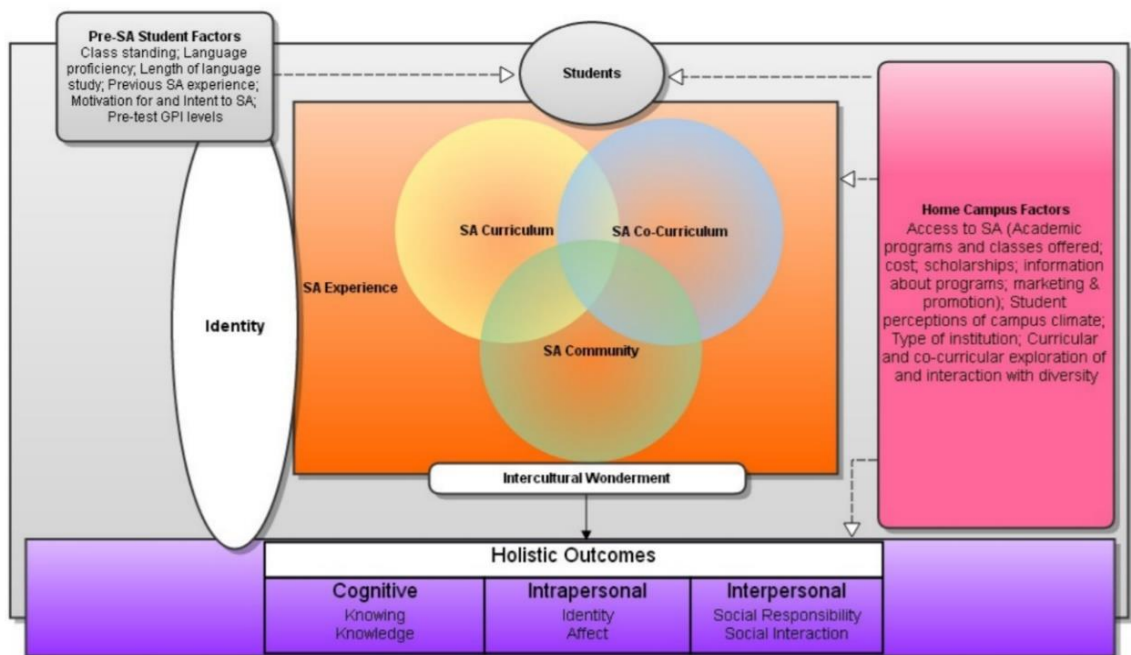 Pre-SA Student Factors
Class standing; Language
proficiency; Length of language
study; Previous SA experience;
Motivation for and Intent to SA;
Pre-test GPI levels
Students
Identity
SA Experience
SA Curriculum
SA Co-Curriculum
SA Community
Intercultural Wonderment
Home Campus Factors
Access to SA (Academic
programs and classes offered;
cost; scholarships; information
about programs; marketing &
promotion); Student
perceptions of campus climate;
Type of institution; Curricular
and co-curricular exploration of
and interaction with diversity
Holistic Outcomes
Cognitive
Knowing
Knowledge
Intrapersonal
Identity
Affect
Interpersonal
Social Responsibility
Social Interaction